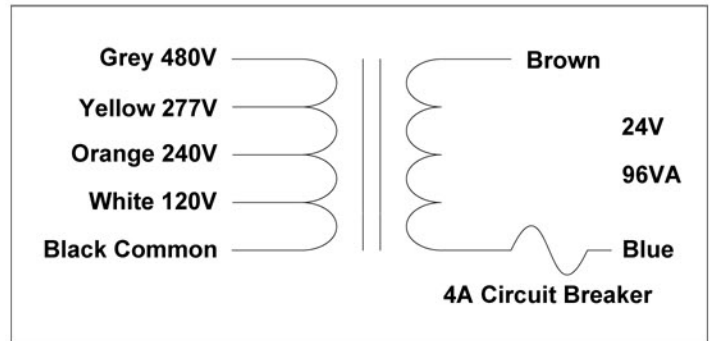 Grey 480V
Yellow 277V
Orange 240V
White 120V
Black Common
Brown
24V
96VA
Blue
4A Circuit Breaker